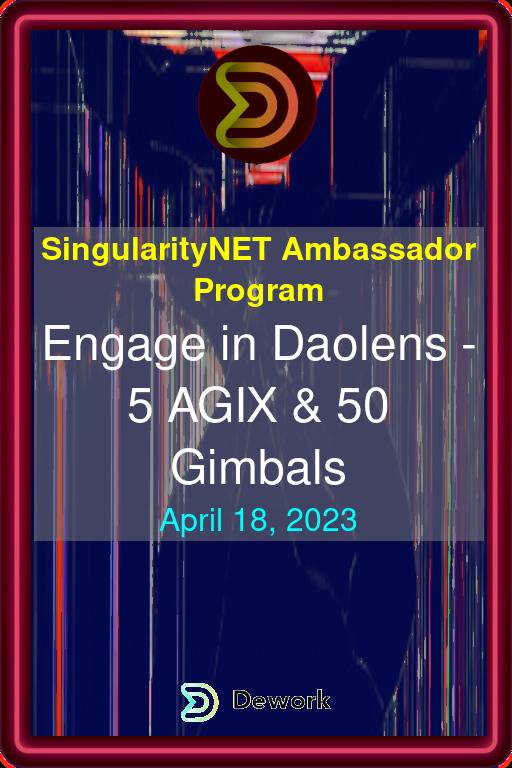 SingularityNET Ambassador
Program
Engage in Daolens -
5 AGIX & 50
Gimbals
April 18, 2023
Dework